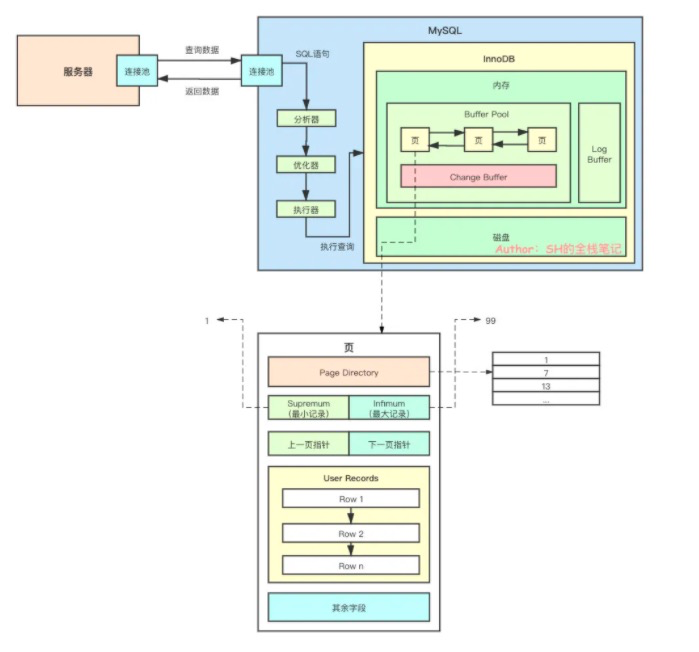 MySQL
服务器
连接池
查询数据
返回数据
连接池
SQL语句
分析器
优化器
执行器
执行查询
InnoDB
内存
Buffer Pool
页
页
页
Change Buffer
Log
Buffer
磁盘
Author: SH的全栈笔记
1
99
页
Page Directory
1
7
13
...
Supremum
(最小记录)
Infimum
(最大记录)
上一页指针
下一页指针
User Records
Row 1
Row 2
Row n
其余字段